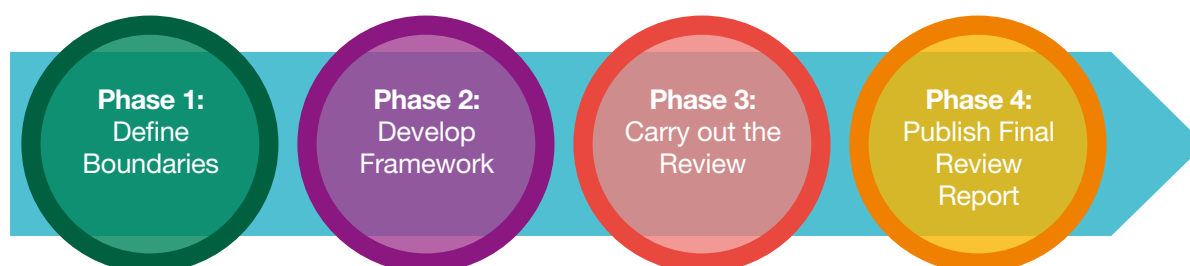 Phase 1:
Define
Boundaries
Phase 2:
Develop
Framework
Phase 3:
Carry out the
Review
Phase 4:
Publish Final
Review
Report